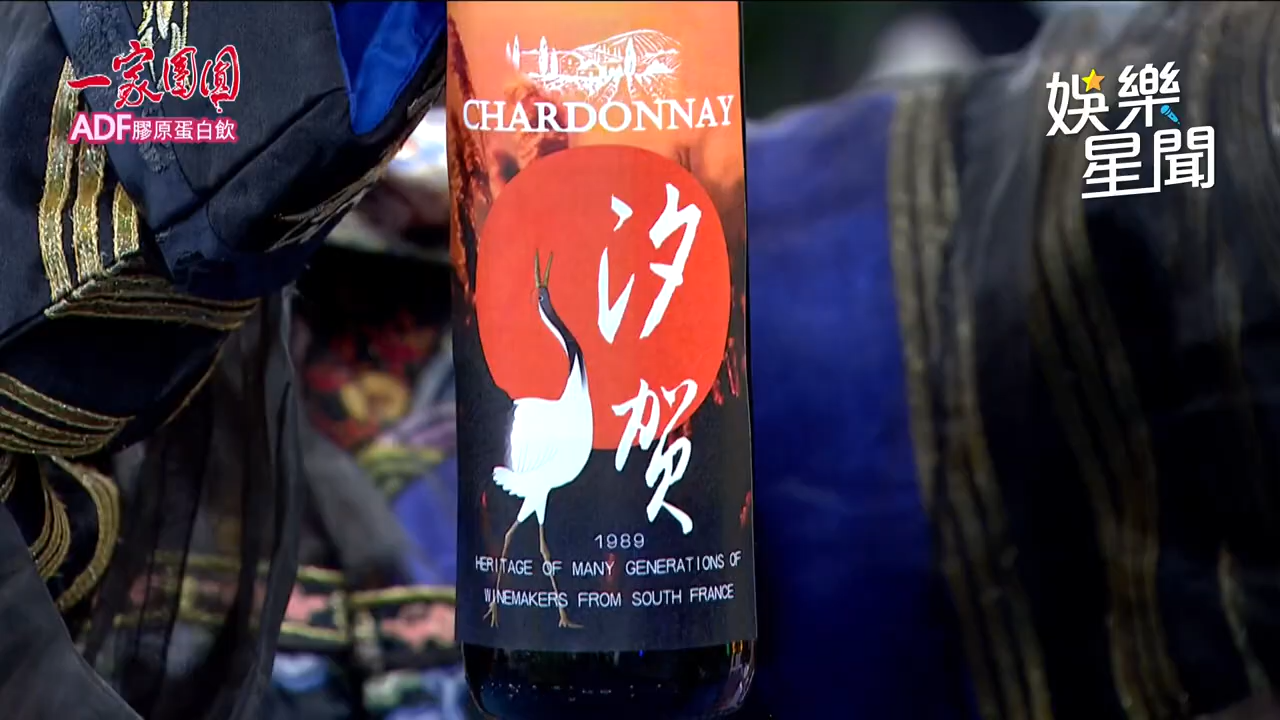 一家團圓
ADF膠原蛋白飲
娛樂
星聞
CHARDONNAY
汐
賀
1989
HERITAGE OF MANY GENERATIONS OF
WINEMAKERS FROM SOUTH FRANCE